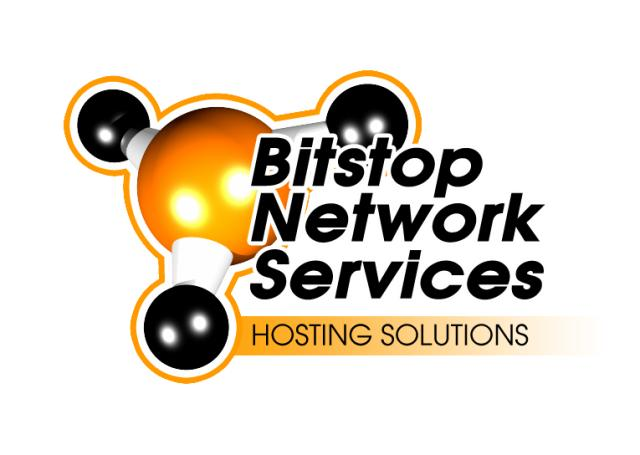 Bitstop
Network
Services
HOSTING SOLUTIONS